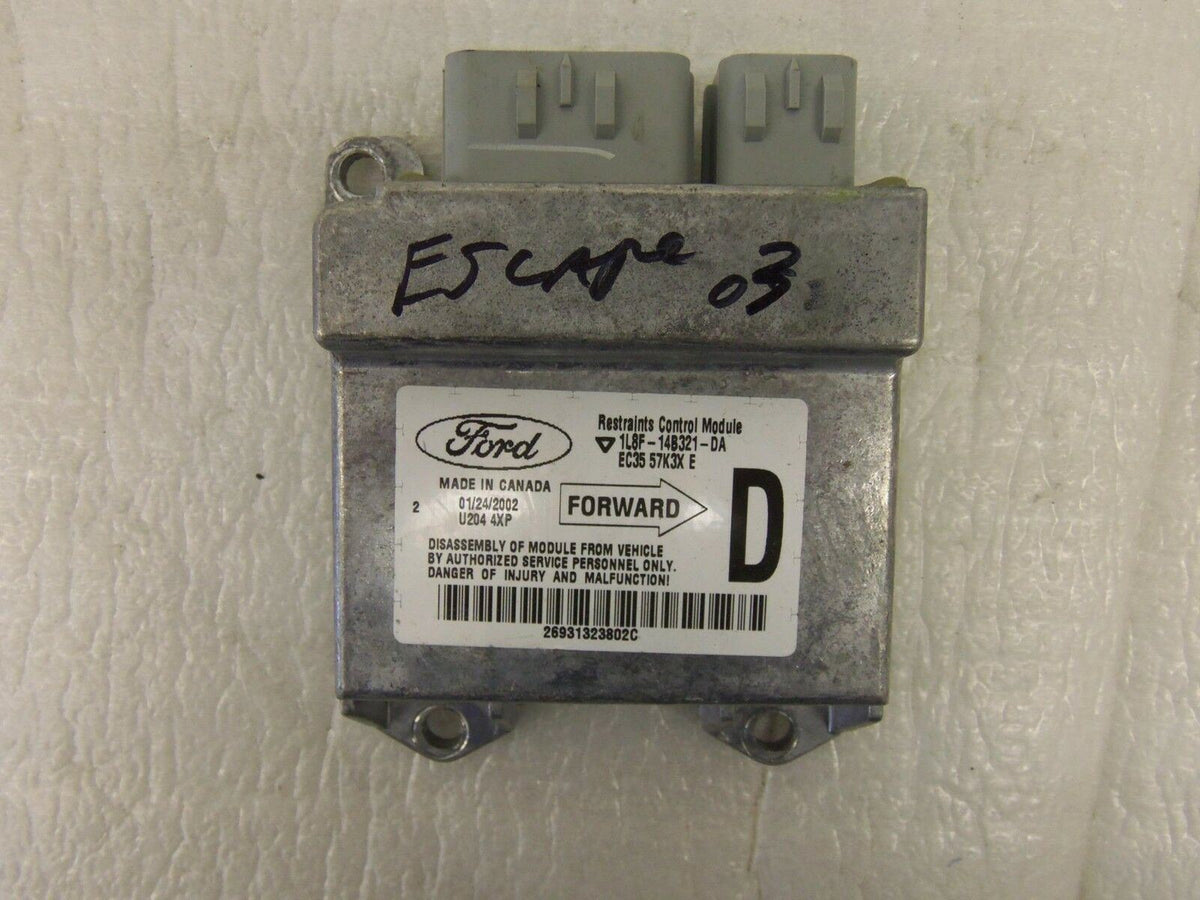 ESCAPE 03
Ford
Restraints Control Module
1L8F-14B321-DA
EC35 57K3X E
MADE IN CANADA
2 01/24/2002
U204 4XP
FORWARD
D
DISASSEMBLY OF MODULE FROM VEHICLE
BY AUTHORIZED SERVICE PERSONNEL ONLY.
DANGER OF INJURY AND MALFUNCTION!
26931323802C